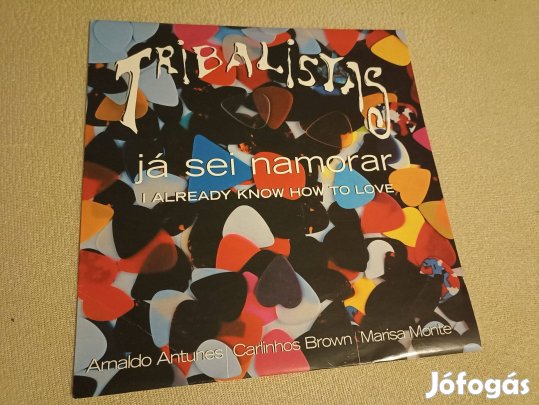 TRIBALISTAS
já sei namorar
I ALREADY KNOW HOW TO LOVE
Arnaldo Antunes | Carlinhos Brown | Marisa Monte
Jófogás